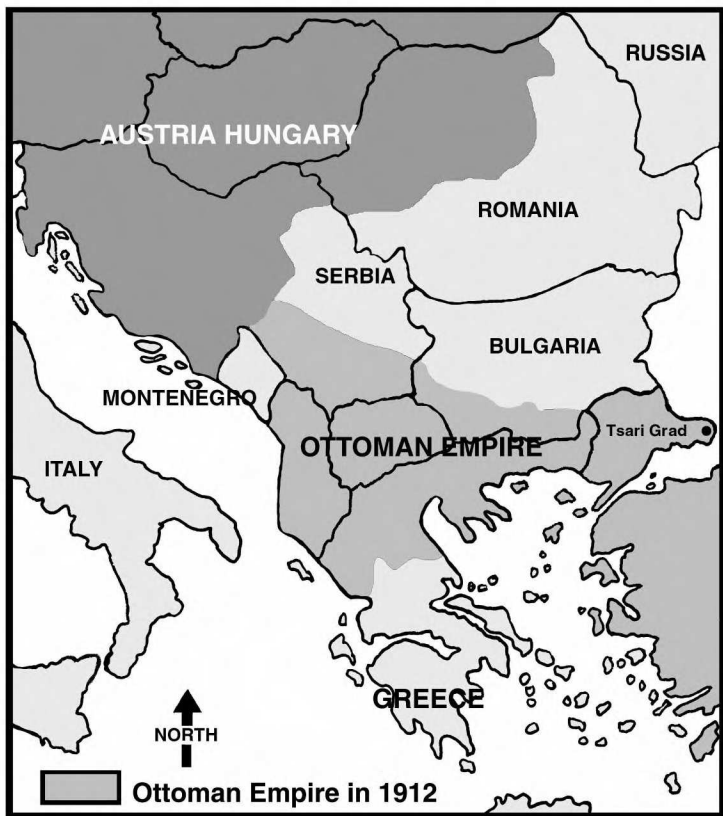 RUSSIA
AUSTRIA HUNGARY
ROMANIA
SERBIA
BULGARIA
MONTENEGRO
Tsari Grad
OTTOMAN EMPIRE
ITALY
GREECE
NORTH
Ottoman Empire in 1912